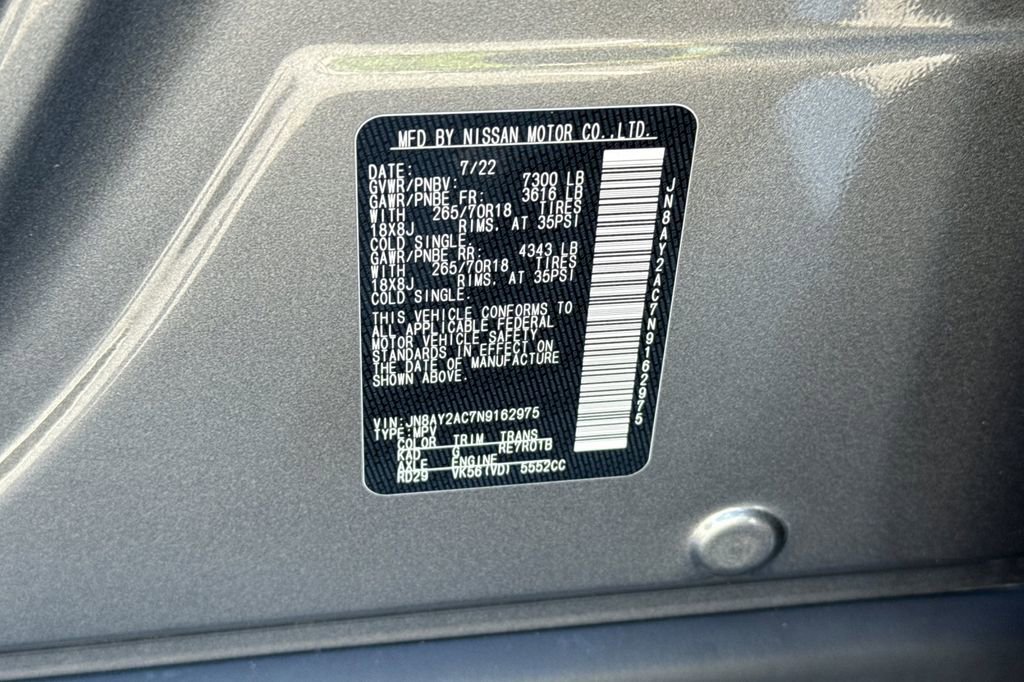 MFD BY NISSAN MOTOR CO.,LTD.
DATE: 7/22
GVWR/PNBV: 7300 LB
GAWR/PNBE FR: 3616 LB
WITH 265/70R18 TIRES
18X8J RIMS. AT 35PSI
COLD SINGLE.
GAWR/PNBE RR: 4343 LB
WITH 265/70R18 TIRES
18X8J RIMS. AT 35PSI
COLD SINGLE.
THIS VEHICLE CONFORMS TO
ALL APPLICABLE FEDERAL
MOTOR VEHICLE SAFETY
STANDARDS IN EFFECT ON
THE DATE OF MANUFACTURE
SHOWN ABOVE.
VIN:JN8AY2AC7N9162975
TYPE:MPV
COLOR TRIM TRANS
KAD G RE7R01B
AXLE ENGINE
RD29 VK56(VD) 5552CC
JN8AY2AC7N9162975